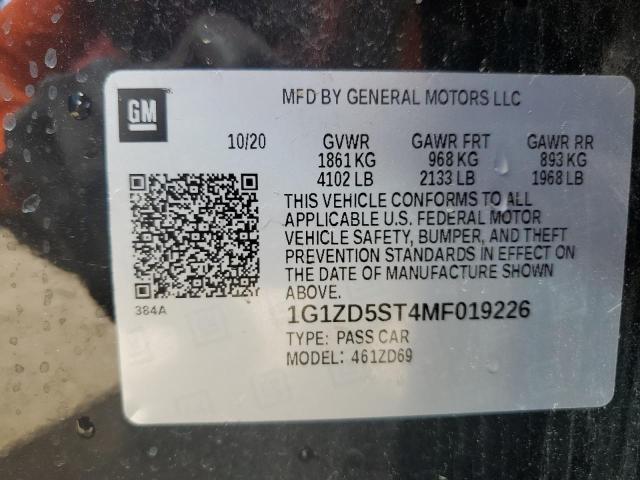 GM
MFD BY GENERAL MOTORS LLC
10/20 GVWR GAWR FRT GAWR RR
1861 KG 968 KG 893 KG
4102 LB 2133 LB 1968 LB
THIS VEHICLE CONFORMS TO ALL
APPLICABLE U.S. FEDERAL MOTOR
VEHICLE SAFETY, BUMPER, AND THEFT
PREVENTION STANDARDS IN EFFECT ON
THE DATE OF MANUFACTURE SHOWN
ABOVE.
384A
1G1ZD5ST4MF019226
TYPE: PASS CAR
MODEL: 461ZD69